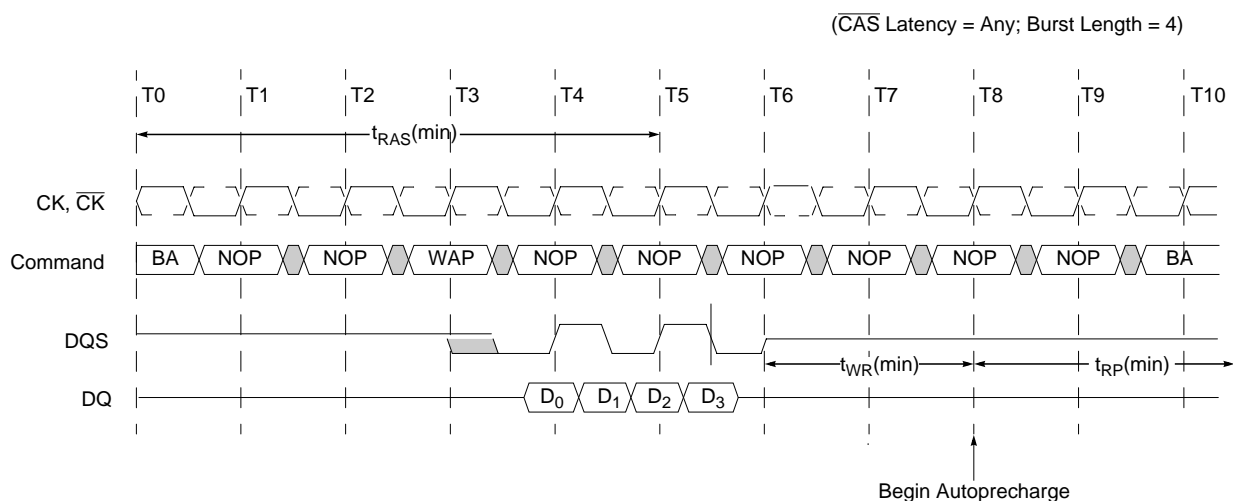 (CAS Latency = Any; Burst Length = 4)
T0 T1 T2 T3 T4 T5 T6 T7 T8 T9 T10
tRAS(min)
CK, CK
Command BA NOP NOP WAP NOP NOP NOP NOP NOP NOP BA
DQS
tWR(min) tRP(min)
DQ D0 D1 D2 D3
Begin Autoprecharge